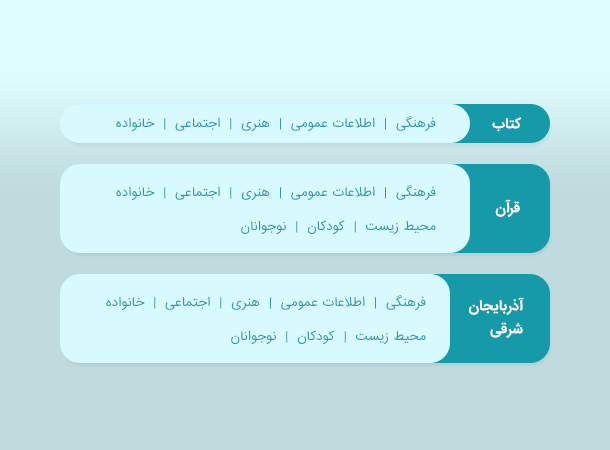 کتاب
فرهنگی | اطلاعات عمومی | هنری | اجتماعی | خانواده
قرآن
فرهنگی | اطلاعات عمومی | هنری | اجتماعی | خانواده
محیط زیست | کودکان | نوجوانان
آذربایجان
شرقی
فرهنگی | اطلاعات عمومی | هنری | اجتماعی | خانواده
محیط زیست | کودکان | نوجوانان